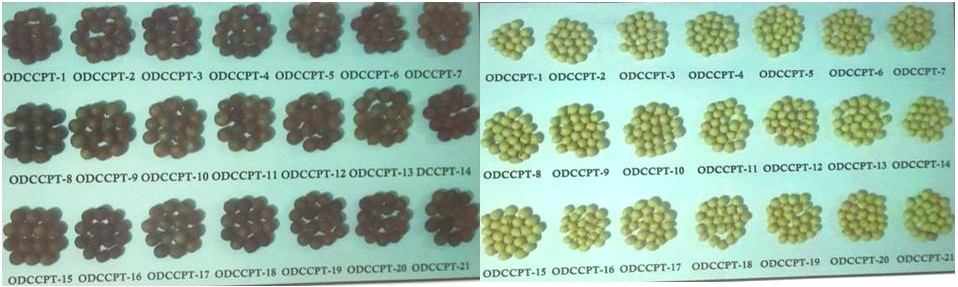 ODCCPT-1 ODCCPT-2 ODCCPT-3 ODCCPT-4 ODCCPT-5 ODCCPT-6 ODCCPT-7
ODCCPT-8 ODCCPT-9 ODCCPT-10 ODCCPT-11 ODCCPT-12 ODCCPT-13 DCCPT-14
ODCCPT-15 ODCCPT-16 ODCCPT-17 ODCCPT-18 ODCCPT-19 ODCCPT-20 ODCCPT-21
ODCCPT-1 ODCCPT-2 ODCCPT-3 ODCCPT-4 ODCCPT-5 ODCCPT-6 ODCCPT-7
ODCCPT-8 ODCCPT-9 ODCCPT-10 ODCCPT-11 ODCCPT-12 ODCCPT-13 ODCCPT-14
ODCCPT-15 ODCCPT-16 ODCCPT-17 ODCCPT-18 ODCCPT-19 ODCCPT-20 ODCCPT-21